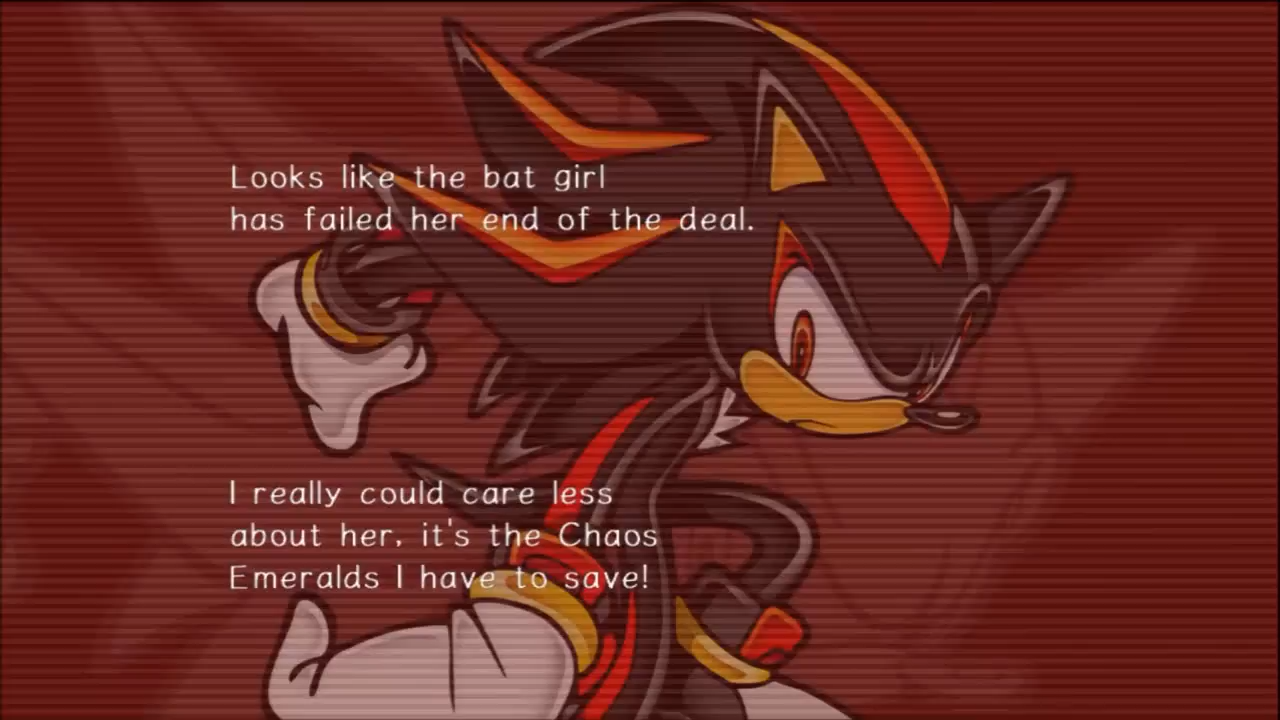 Looks like the bat girl
has failed her end of the deal.
I really could care less
about her, it's the Chaos
Emeralds I have to save!